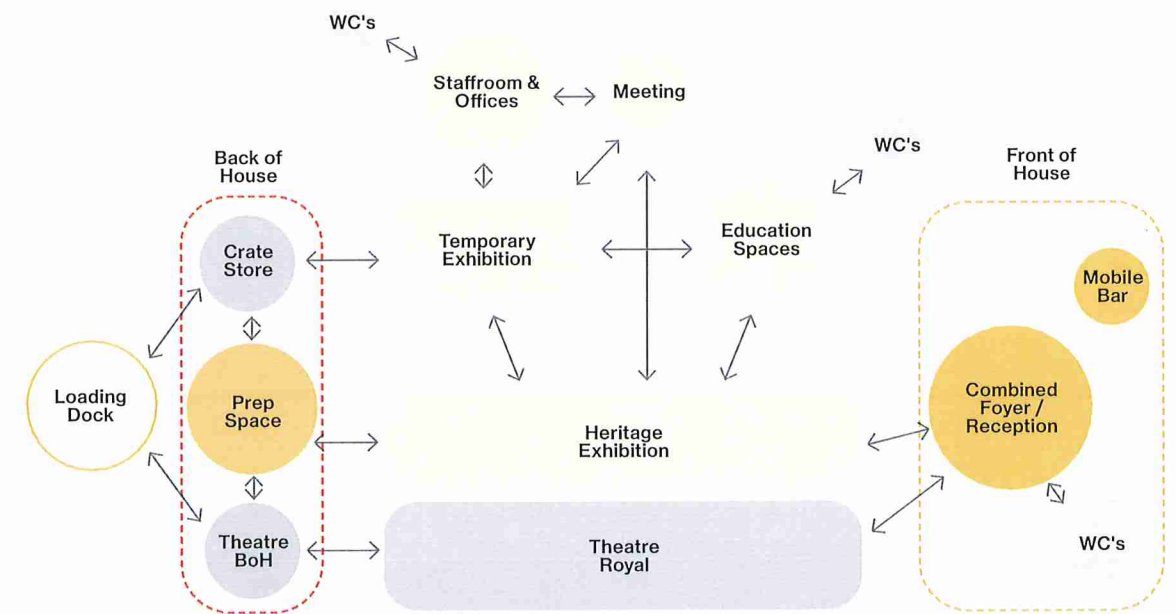 WC's
Staffroom &
Offices
Meeting
WC's
Back of
House
Front of
House
Crate
Store
Temporary
Exhibition
Education
Spaces
Mobile
Bar
Loading
Dock
Prep
Space
Heritage
Exhibition
Combined
Foyer /
Reception
Theatre
BoH
Theatre
Royal
WC's